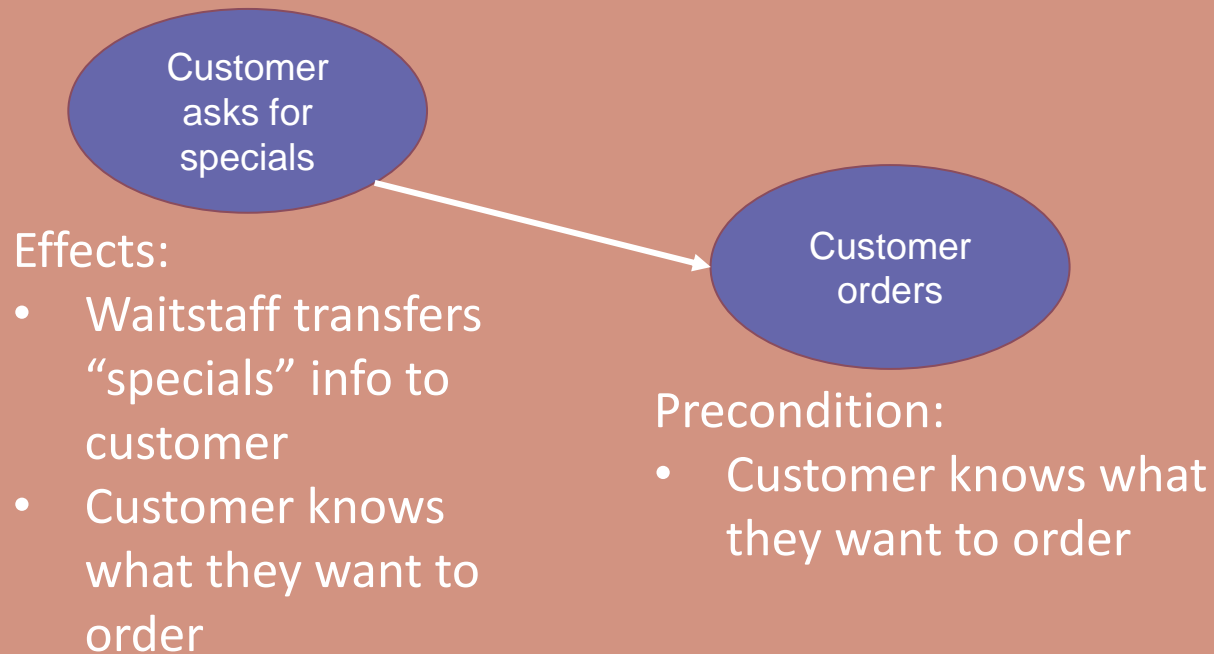 Customer
asks for
specials
Effects:
• Waitstaff transfers
“specials” info to
customer
• Customer knows
what they want to
order
Customer
orders
Precondition:
• Customer knows what
they want to order